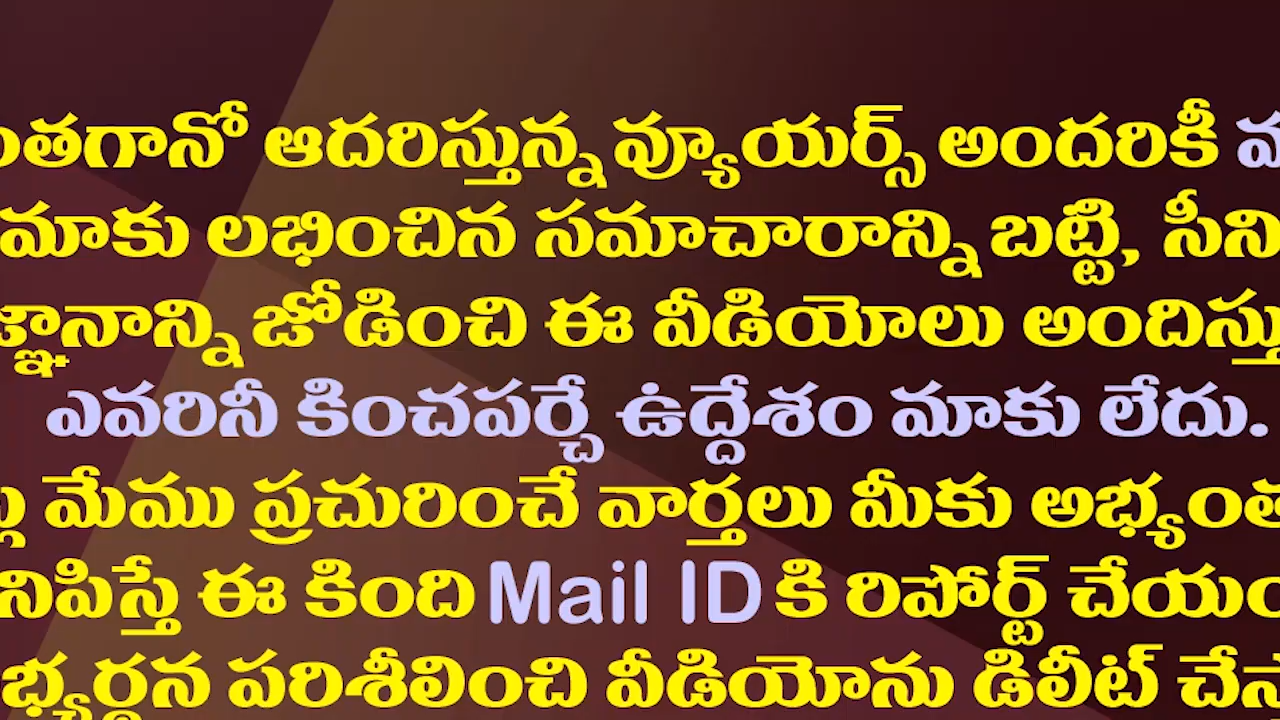 ంతగానో ఆదరిస్తున్న వ్యూయర్స్ అందరికీ
మాకు లభించిన సమాచారాన్ని బట్టి, సీని
జ్ఞానాన్ని జోడించి ఈ వీడియోలు అందిస్తు
ఎవరినీ కించపర్చే ఉద్దేశం మాకు లేదు.
మేము ప్రచురించే వార్తలు మీకు అభ్యంత
నిపిస్తే ఈ కింది Mail ID కి రిపోర్ట్ చేయం
భ్యర్థన పరిశీలించి వీడియోను డిలీట్ చేస